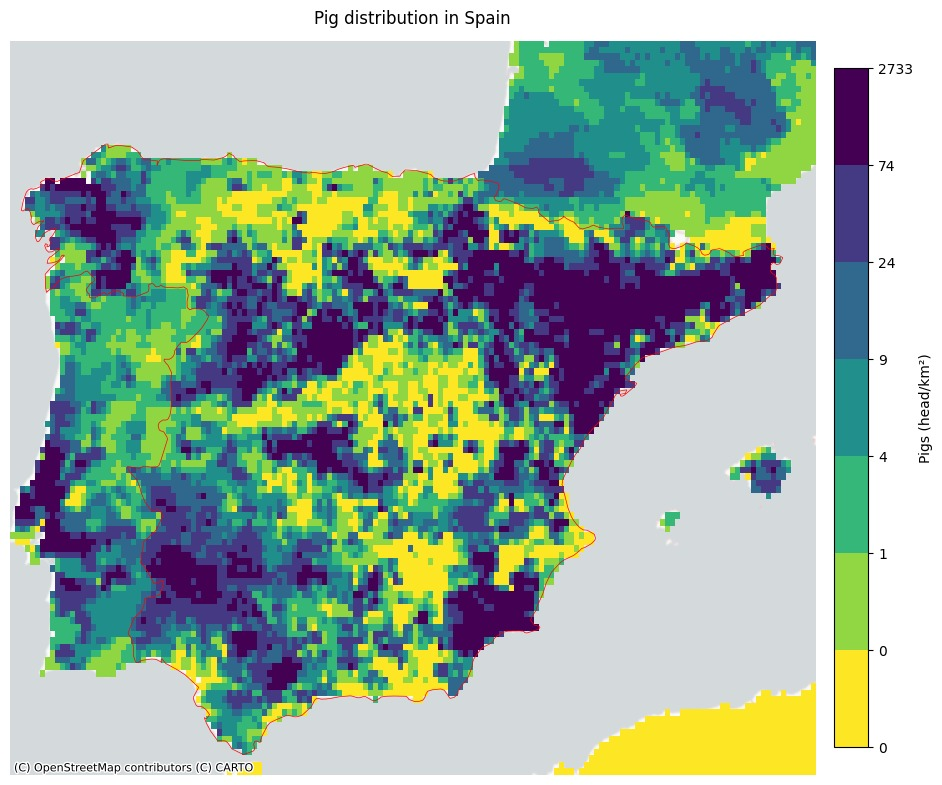 Pig distribution in Spain
2733
74
24
9
4
1
0
0
Pigs (head/km²)
(C) OpenStreetMap contributors (C) CARTO